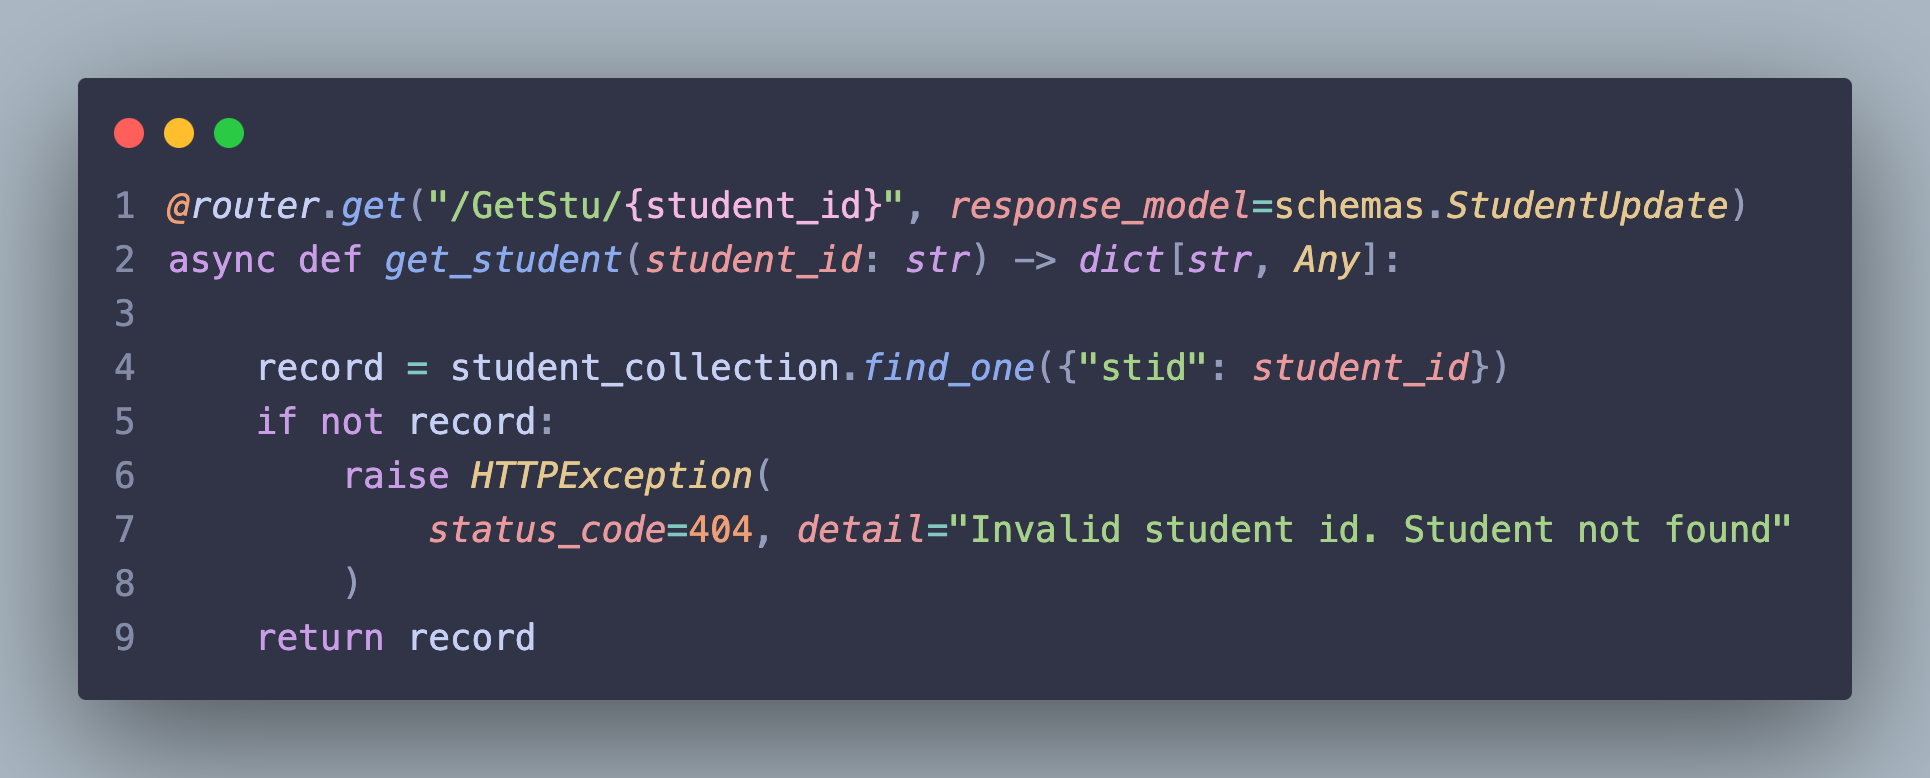 1 @router.get("/GetStu/{student_id}", response_model=schemas.StudentUpdate)
2 async def get_student(student_id: str) -> dict[str, Any]:
3
4     record = student_collection.find_one({"stid": student_id})
5     if not record:
6         raise HTTPException(
7             status_code=404, detail="Invalid student id. Student not found"
8         )
9     return record